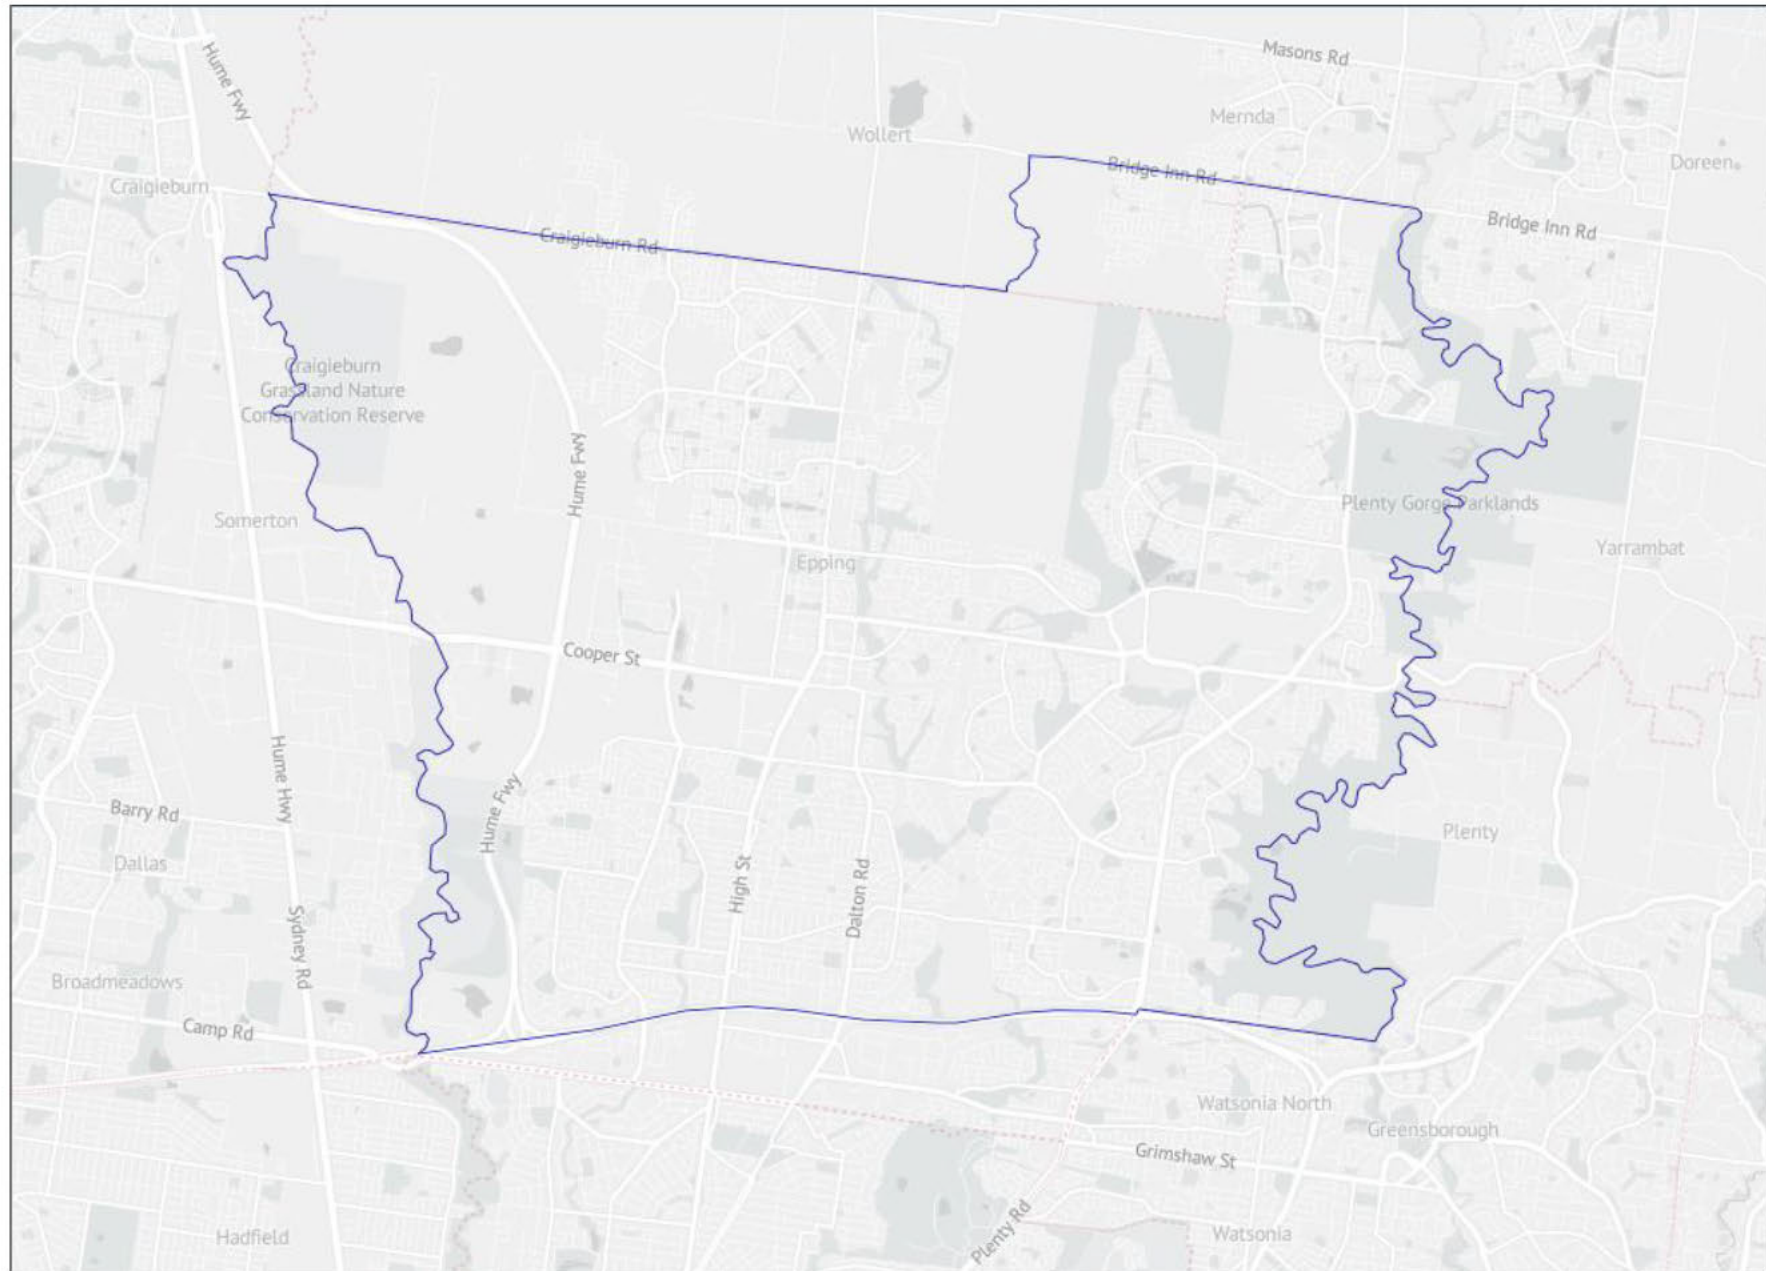 Hume Fwy
Masons Rd
Mernda
Wollert
Doreen
Bridge Inn Rd
Craigieburn
Bridge Inn Rd
Craigieburn Rd
Craigieburn
Grassland Nature
Conservation Reserve
Hume Fwy
Plenty Gorge Parklands
Somerton
Yarrambat
Epping
Cooper St
Hume Hwy
Hume Fwy
Barry Rd
Plenty
Dallas
High St
Dalton Rd
Sydney Rd
Broadmeadows
Camp Rd
Watsonia North
Greensborough
Grimshaw St
Plenty Rd
Hadfield
Watsonia